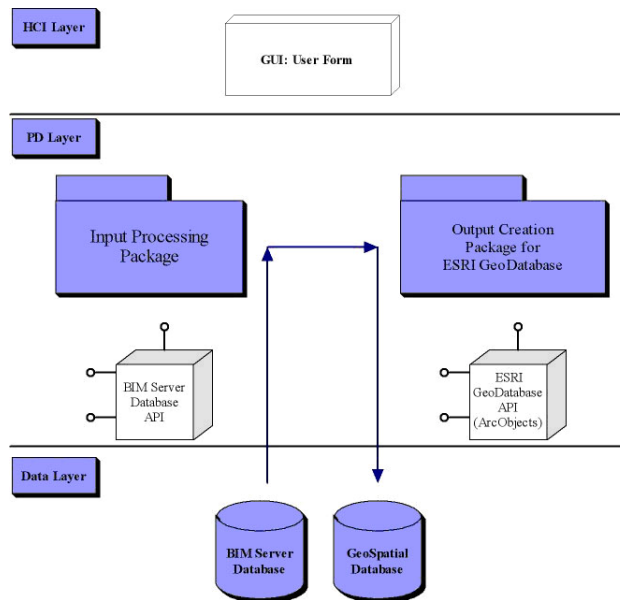 HCI Layer
GUI: User Form
PD Layer
Input Processing
Package
Output Creation
Package for
ESRI GeoDatabase
BIM Server
Database
API
ESRI
GeoDatabase
API
(ArcObjects)
Data Layer
BIM Server
Database
GeoSpatial
Database